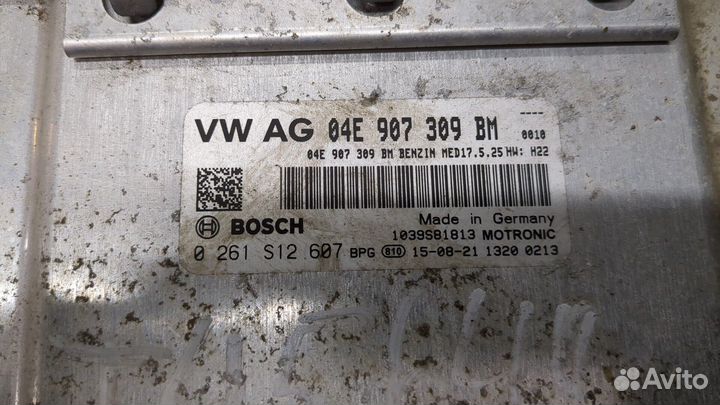 VW AG 04E 907 309 BM ----
0010
04E 907 309 BM BENZIN MED17.5.25 HW: H22
BOSCH
Made in Germany
1039S81813 MOTRONIC
0 261 S12 607 BPG 810 15-08-21 1320 0213
Avito